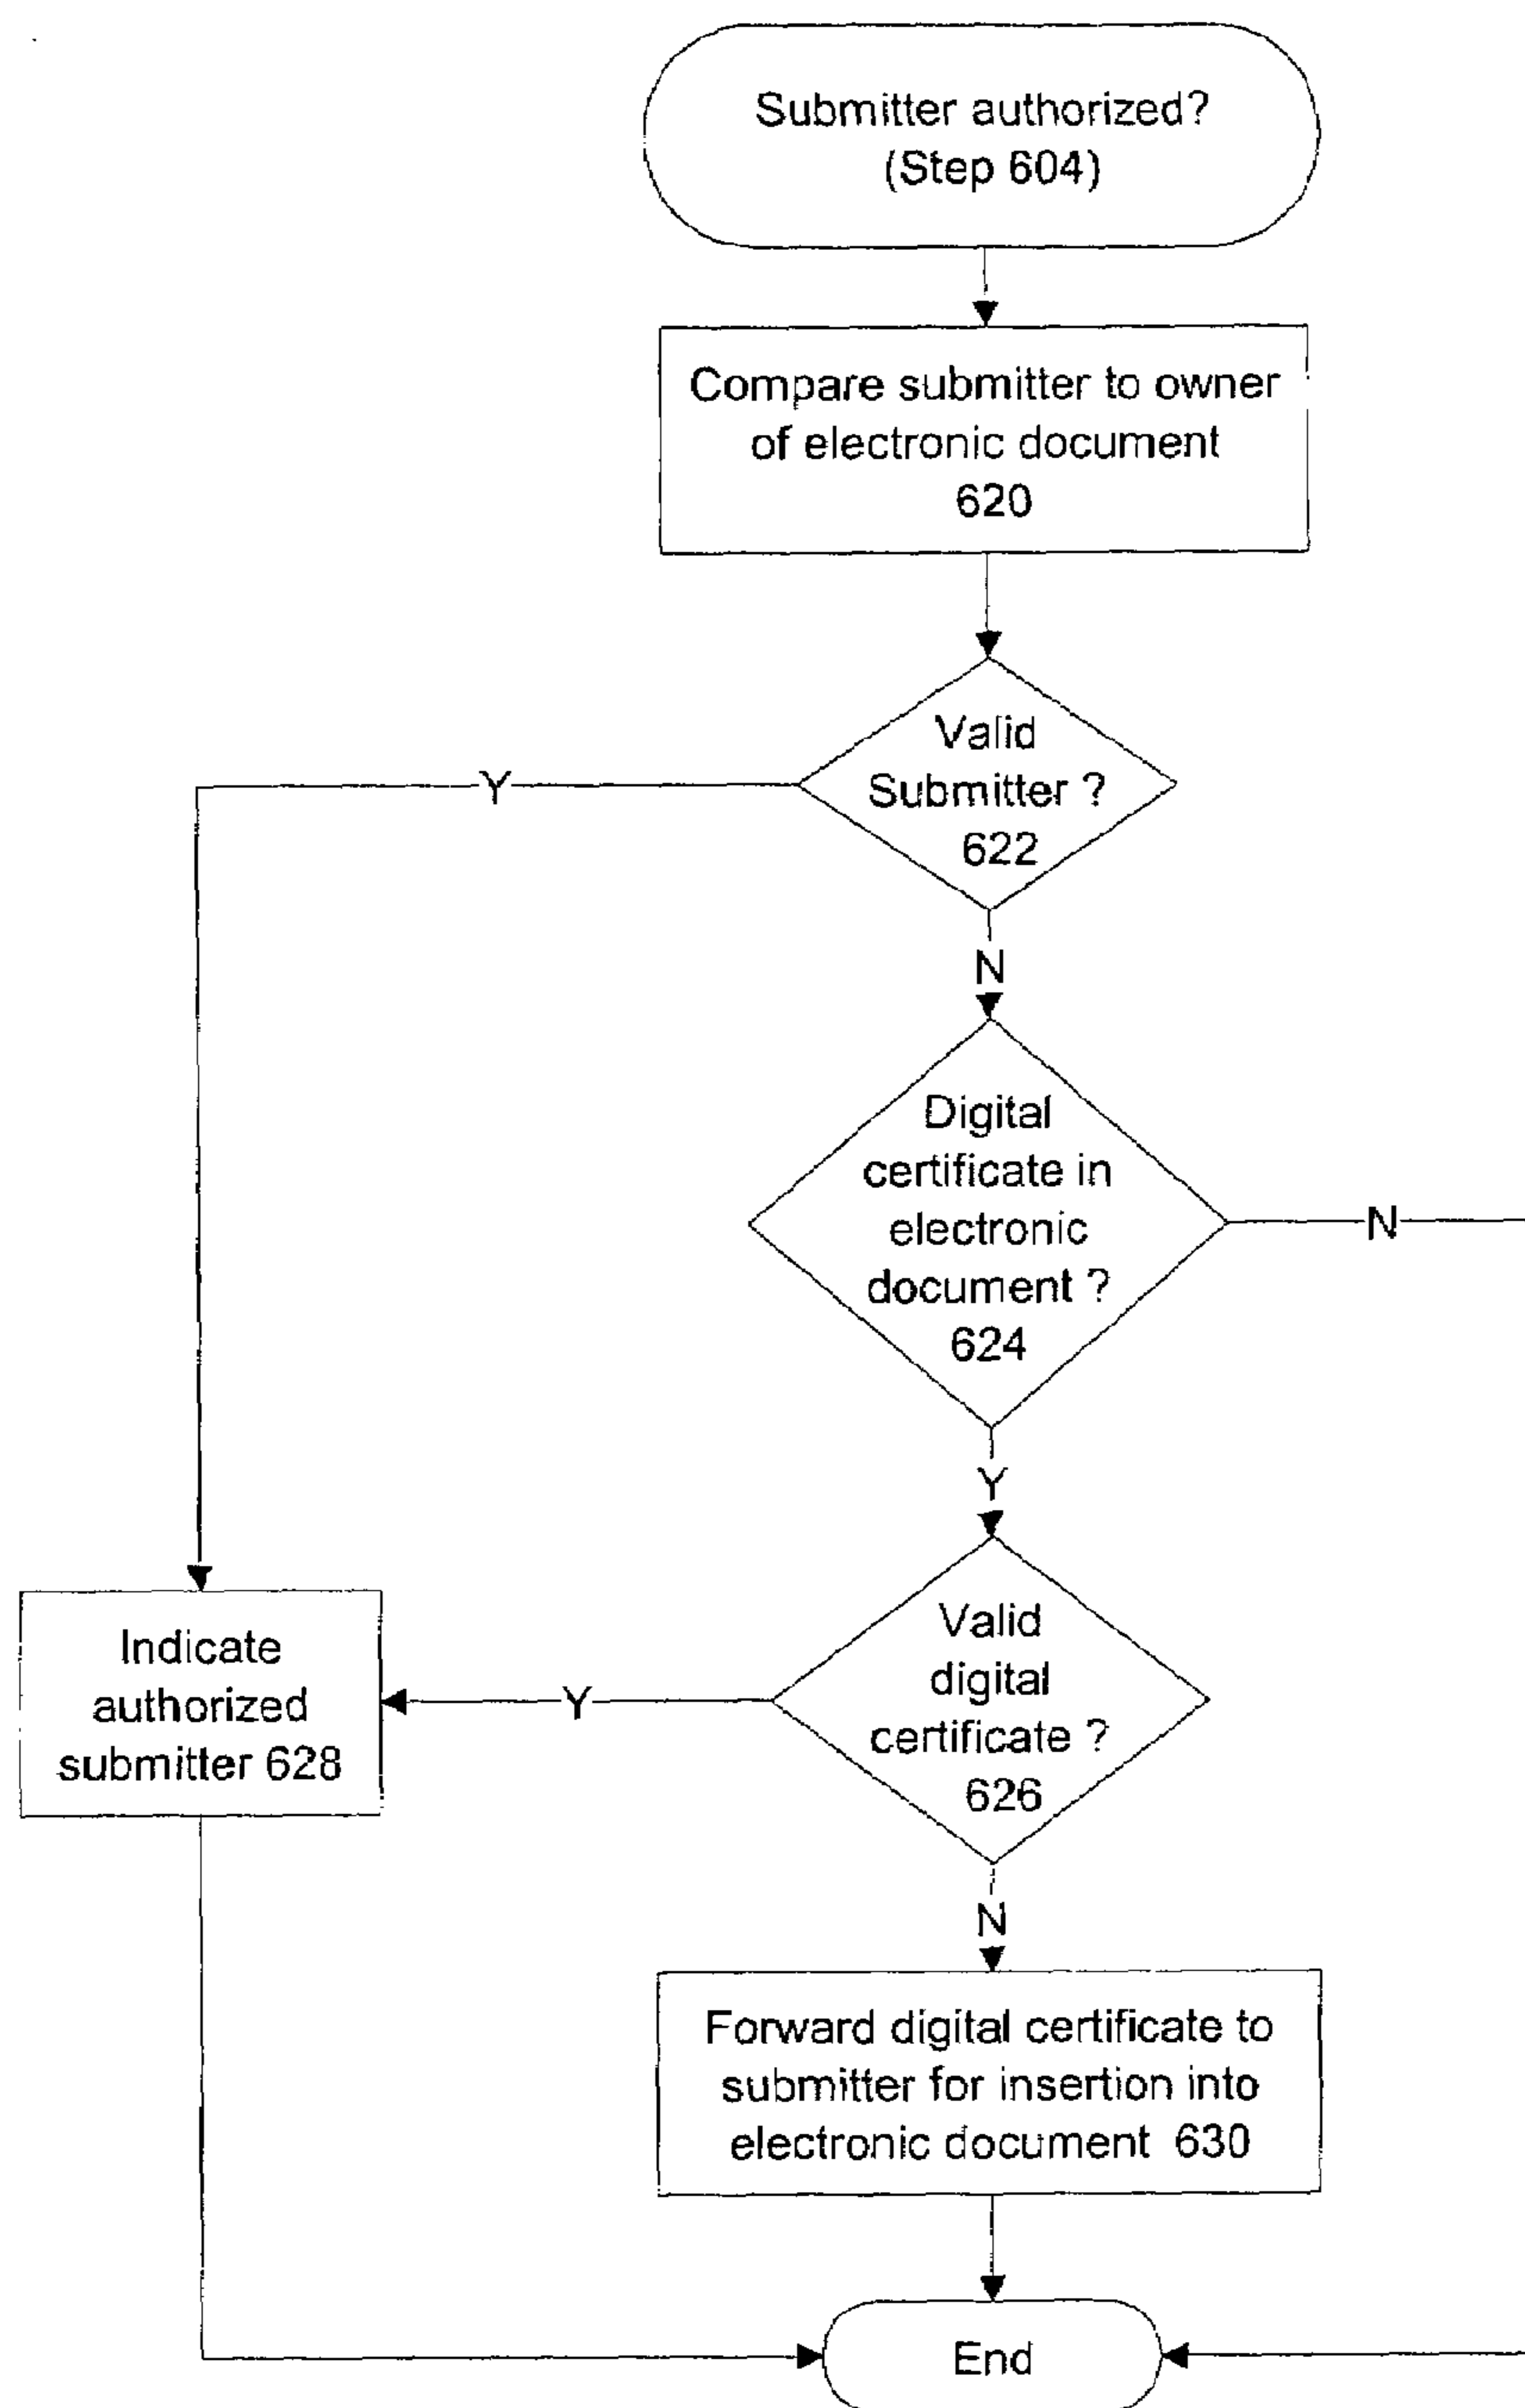 Submitter authorized?
(Step 604)
Compare submitter to owner
of electronic document
620
Valid
Submitter ?
622
Y
N
Digital
certificate in
electronic
document ?
624
N
Y
Valid
digital
certificate ?
626
Y
Indicate
authorized
submitter 628
N
Forward digital certificate to
submitter for insertion into
electronic document 630
End